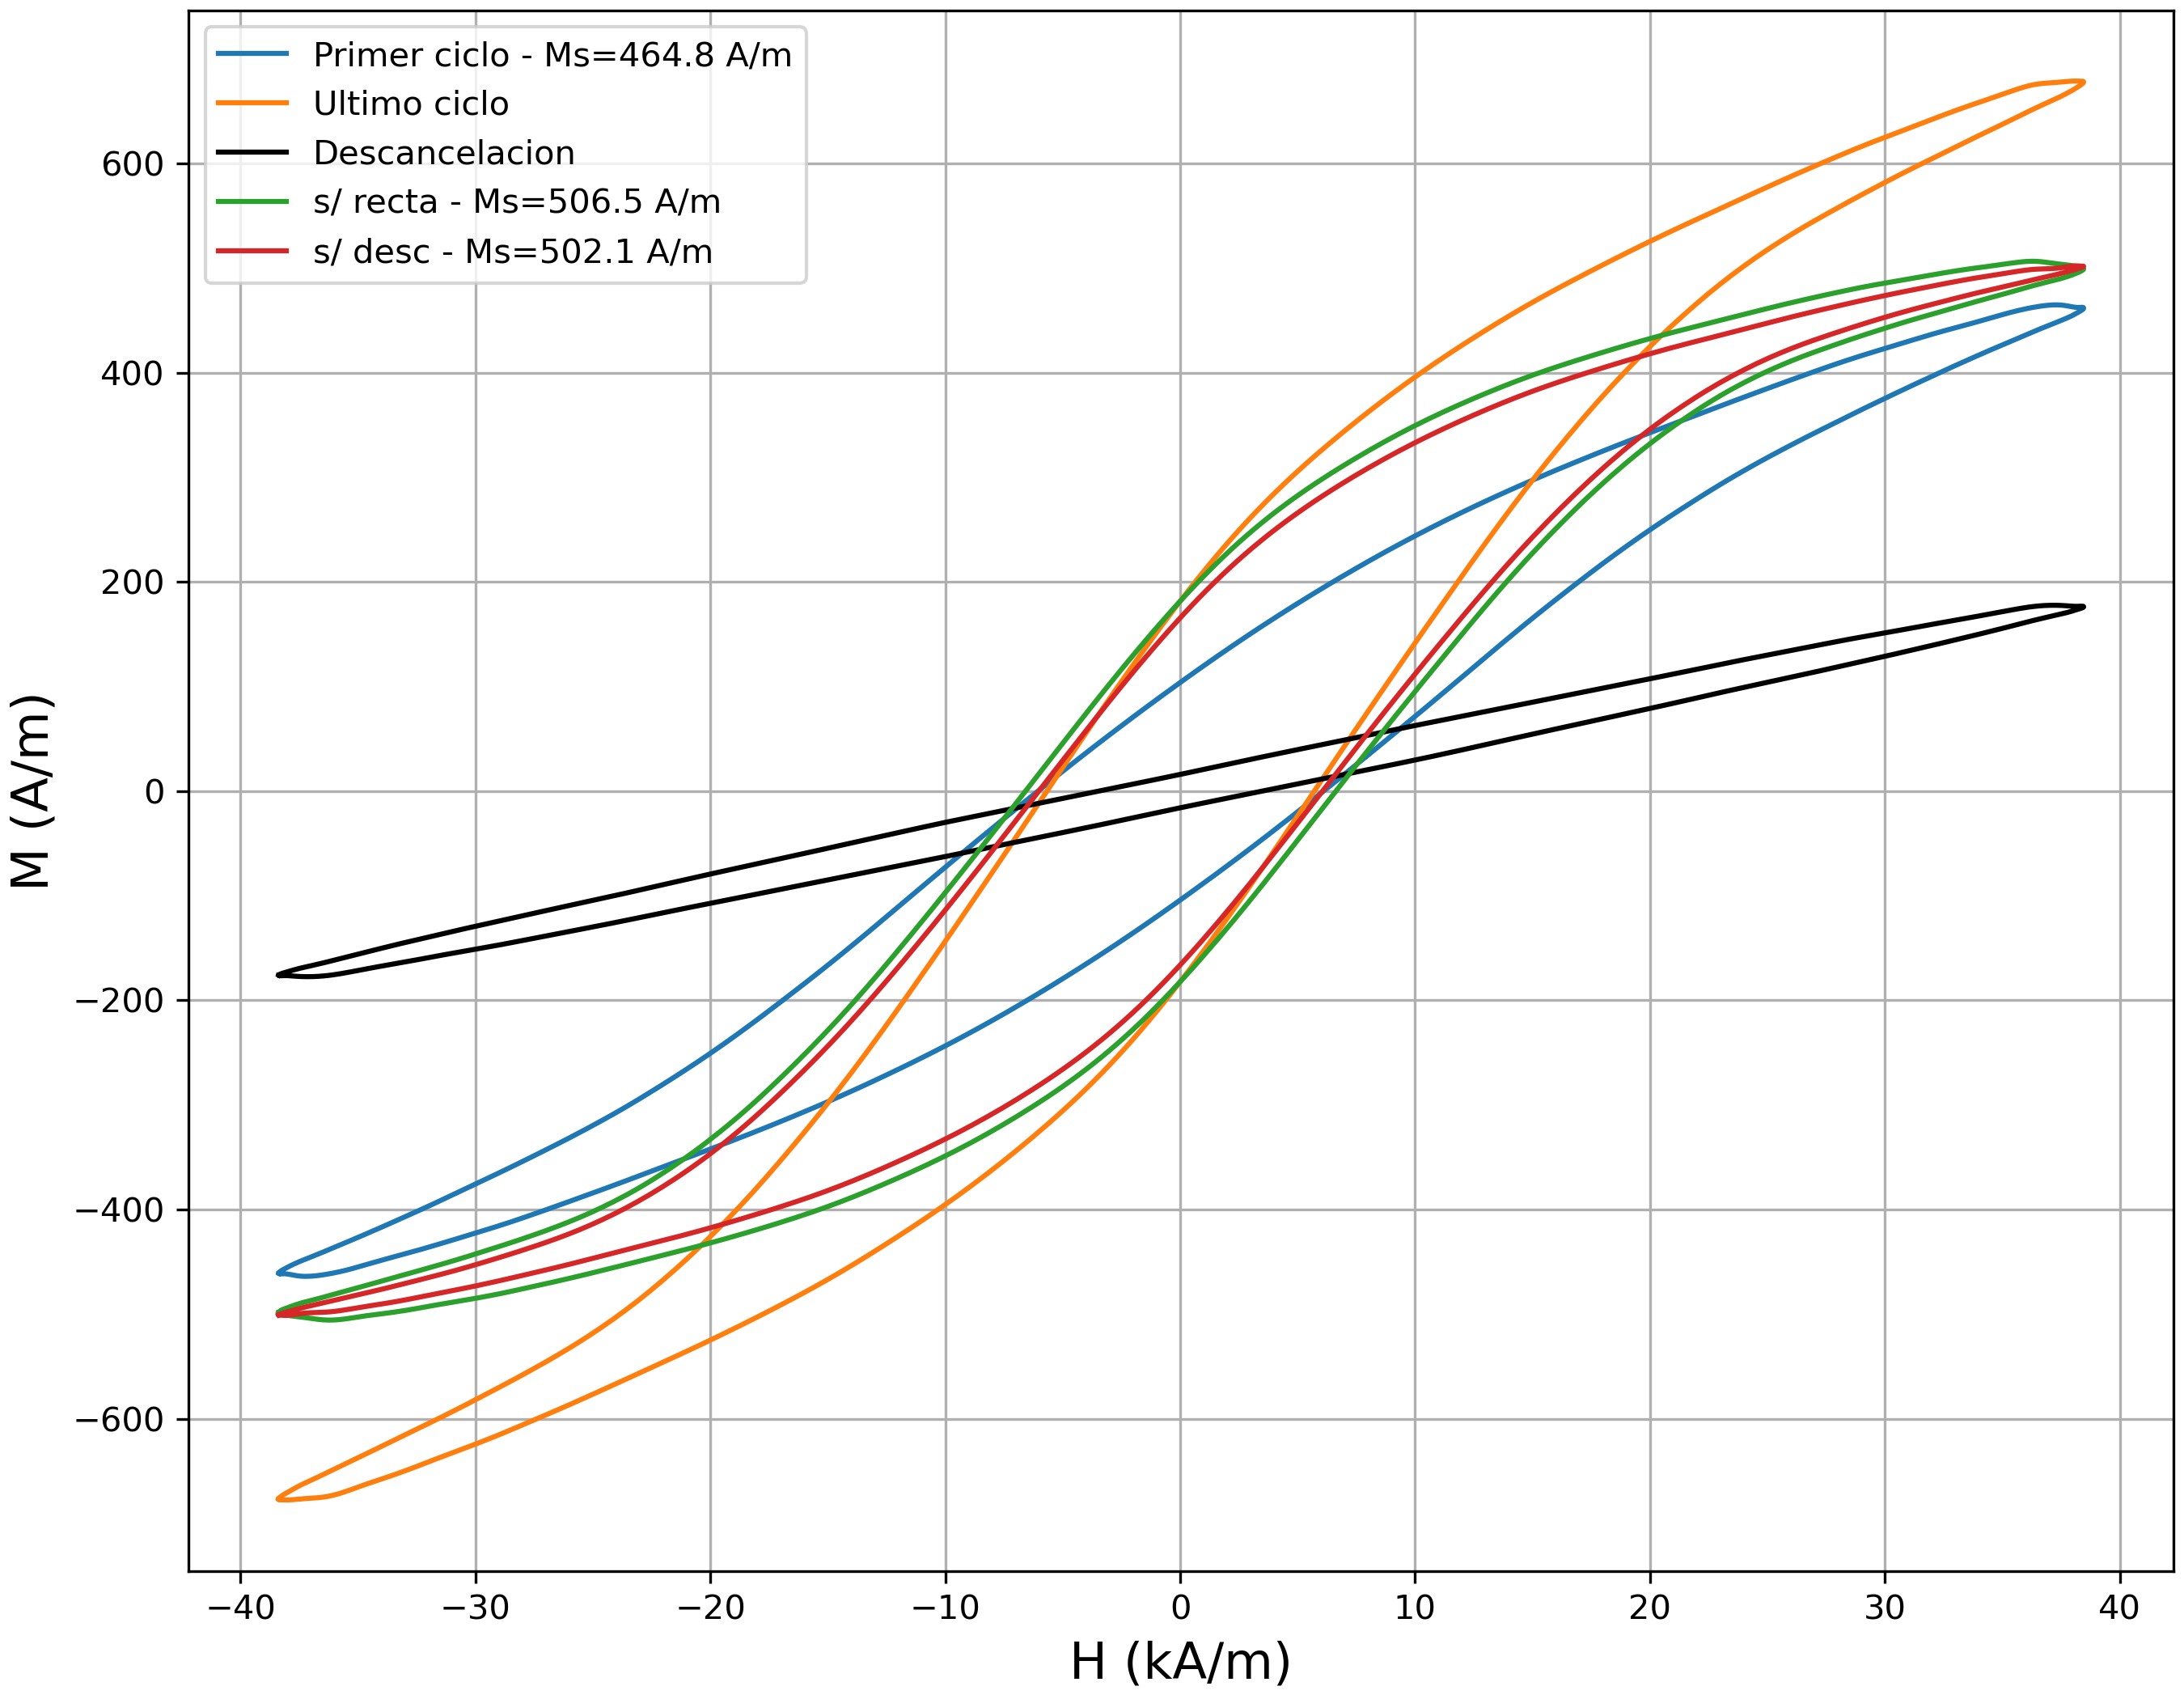 Primer ciclo - Ms=464.8 A/m
Ultimo ciclo
Descancelacion
s/ recta - Ms=506.5 A/m
s/ desc - Ms=502.1 A/m
M (A/m)
600
400
200
0
−200
−400
−600
−40 −30 −20 −10 0 10 20 30 40
H (kA/m)